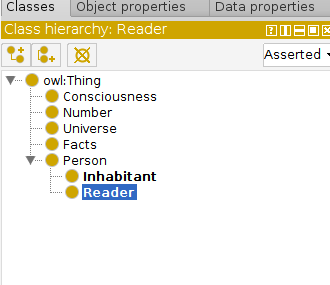 Classes Object properties Data properties
Class hierarchy: Reader
Asserted
owl:Thing
Consciousness
Number
Universe
Facts
Person
Inhabitant
Reader